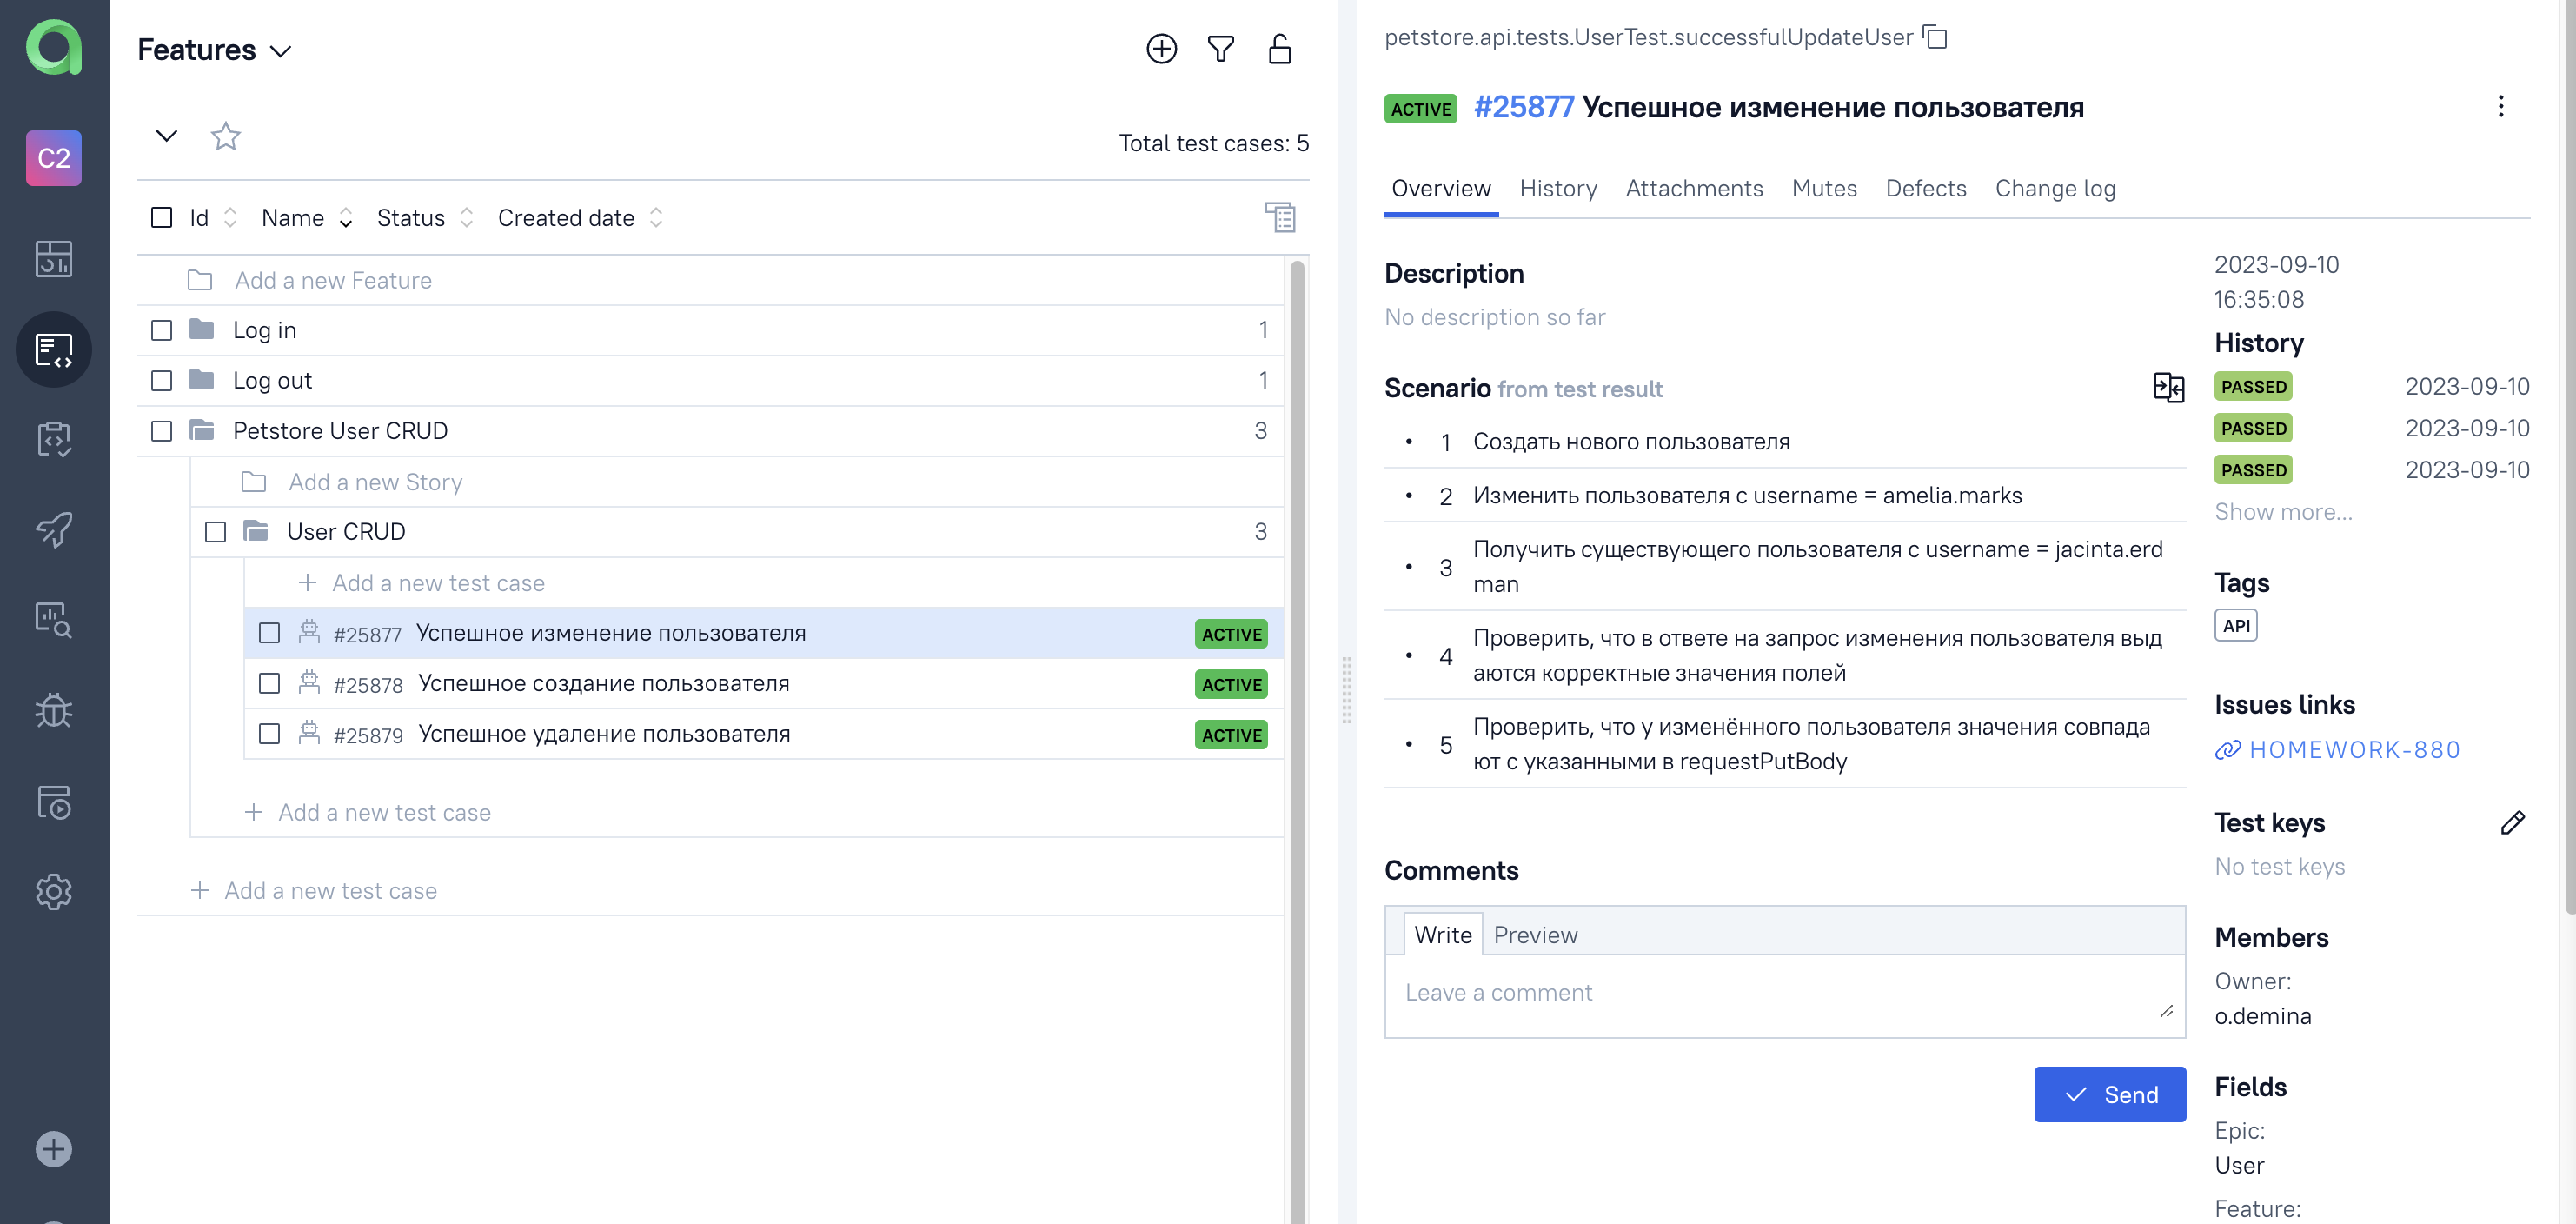 C2
Features
Total test cases: 5
Id Name Status Created date
Add a new Feature
Log in 1
Log out 1
Petstore User CRUD 3
Add a new Story
User CRUD 3
Add a new test case
#25877 Успешное изменение пользователя ACTIVE
#25878 Успешное создание пользователя ACTIVE
#25879 Успешное удаление пользователя ACTIVE
Add a new test case
Add a new test case
petstore.api.tests.UserTest.successfulUpdateUser
ACTIVE #25877 Успешное изменение пользователя
Overview History Attachments Mutes Defects Change log
Description
No description so far
Scenario from test result
1 Создать нового пользователя
2 Изменить пользователя с username = amelia.marks
3 Получить существующего пользователя с username = jacinta.erd
man
4 Проверить, что в ответе на запрос изменения пользователя выд
аются корректные значения полей
5 Проверить, что у изменённого пользователя значения совпада
ют с указанными в requestPutBody
Comments
Write Preview
Leave a comment
Send
2023-09-10
16:35:08
History
PASSED 2023-09-10
PASSED 2023-09-10
PASSED 2023-09-10
Show more...
Tags
API
Issues links
HOMEWORK-880
Test keys
No test keys
Members
Owner:
o.demina
Fields
Epic:
User
Feature: